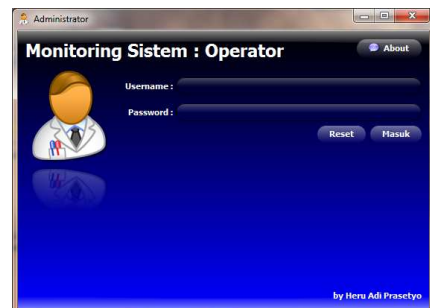 Administrator
Monitoring Sistem : Operator
About
Username :
Password :
Reset Masuk
by Heru Adi Prasetyo